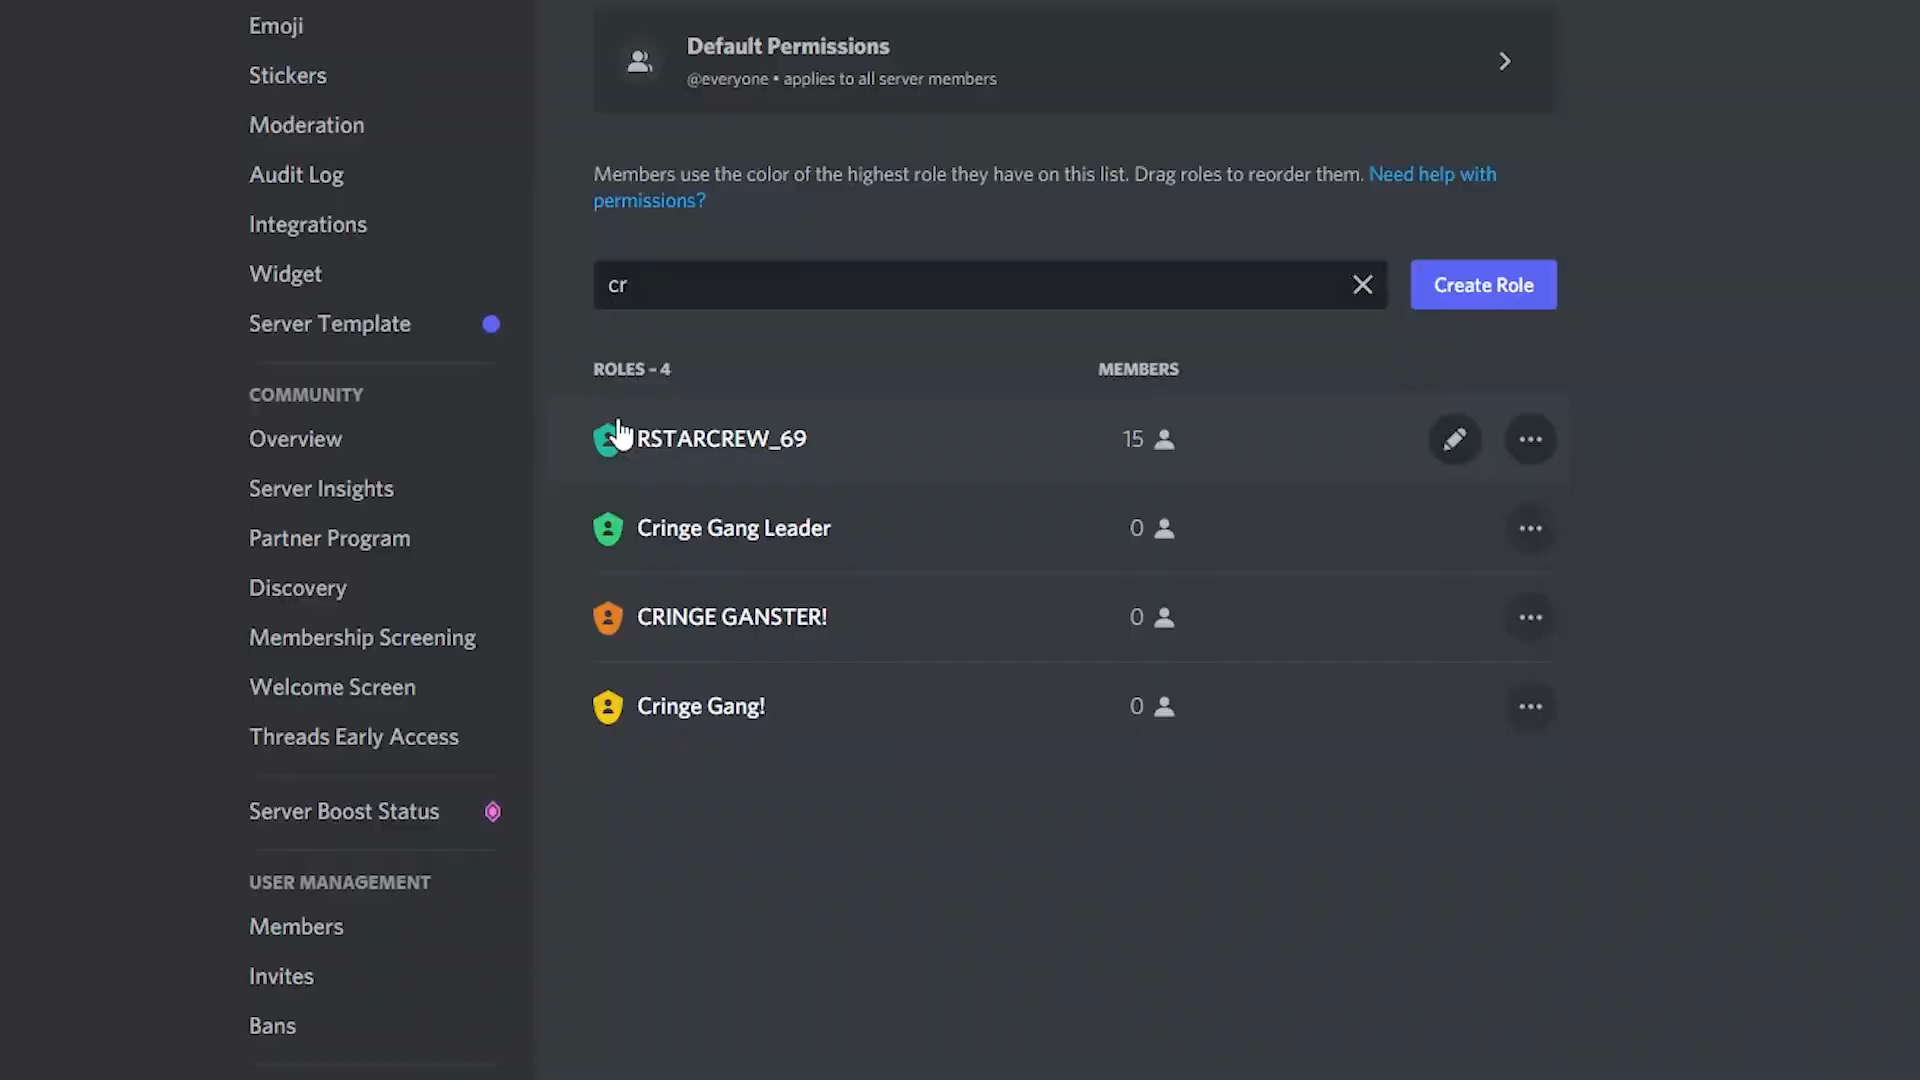 Emoji
Stickers
Moderation
Audit Log
Integrations
Widget
Server Template
COMMUNITY
Overview
Server Insights
Partner Program
Discovery
Membership Screening
Welcome Screen
Threads Early Access
Server Boost Status
USER MANAGEMENT
Members
Invites
Bans
Default Permissions
@everyone • applies to all server members
Members use the color of the highest role they have on this list. Drag roles to reorder them. Need help with
permissions?
cr
Create Role
ROLES – 4 MEMBERS
RSTARCREW_69 15
Cringe Gang Leader 0
CRINGE GANSTER! 0
Cringe Gang! 0